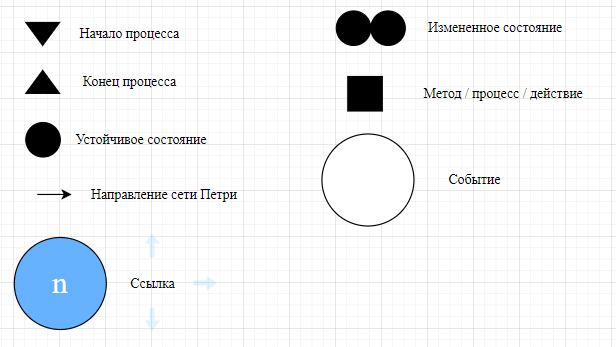 Начало процесса
Конец процесса
Устойчивое состояние
Направление сети Петри
n
Ссылка
Измененное состояние
Метод / процесс / действие
Событие